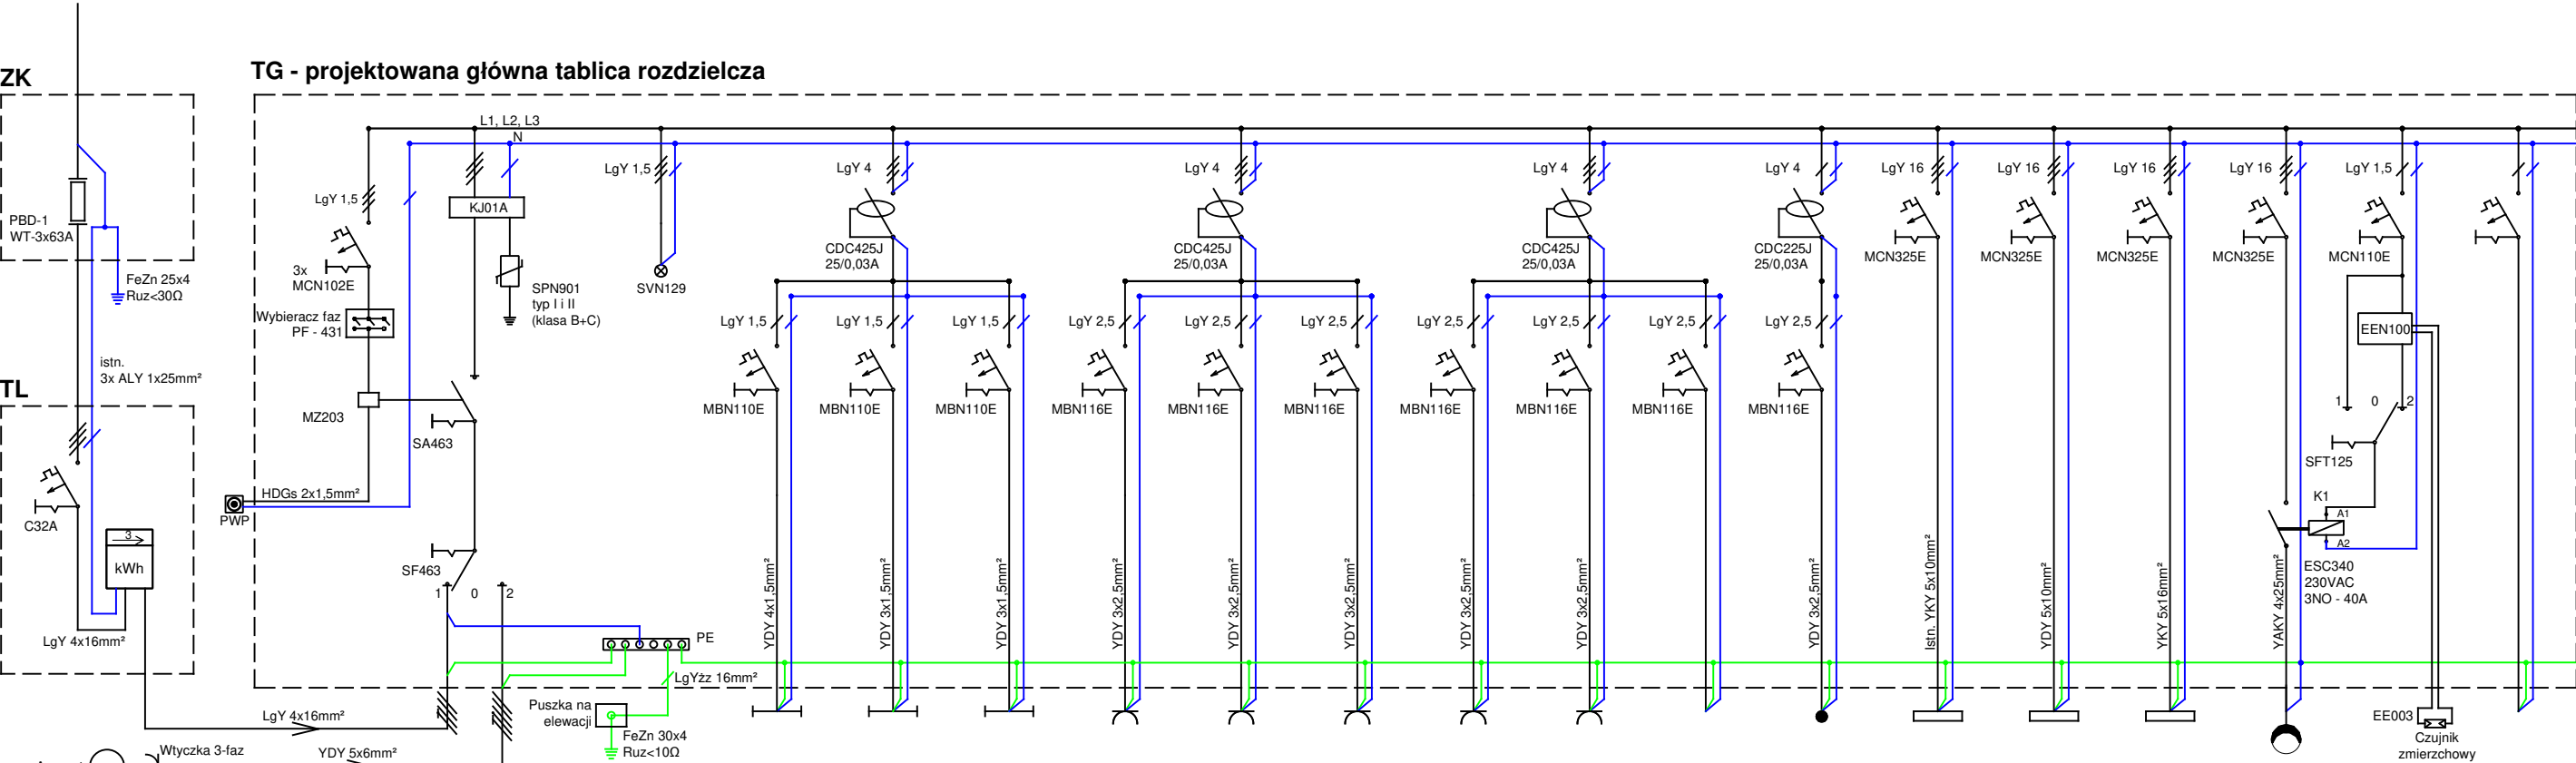 ZK
TG - projektowana główna tablica rozdzielcza
L1, L2, L3
N
LgY 1,5
LgY 4
LgY 4
LgY 4
LgY 4
LgY 16
LgY 16
LgY 16
LgY 16
LgY 1,5
LgY 1,5
KJ01A
PBD-1
WT-3x63A
3x
MCN102E
FeZn 25x4
Ruz<30Ω
SPN901
typ I i II
(klasa B+C)
SVN129
CDC425J
25/0,03A
CDC425J
25/0,03A
CDC425J
25/0,03A
CDC225J
25/0,03A
MCN325E
MCN325E
MCN325E
MCN325E
MCN110E
Wybieracz faz
PF - 431
LgY 1,5
LgY 1,5
LgY 1,5
LgY 2,5
LgY 2,5
LgY 2,5
LgY 2,5
LgY 2,5
LgY 2,5
LgY 2,5
EEN100
istn.
3x ALY 1x25mm²
TL
MZ203
SA463
MBN110E
MBN110E
MBN110E
MBN116E
MBN116E
MBN116E
MBN116E
MBN116E
MBN116E
MBN116E
1
0
2
SFT125
C32A
HDGs 2x1,5mm²
PWP
K1
A1
A2
3
kWh
SF463
1
0
2
ESC340
230VAC
3NO - 40A
YDY 4x1,5mm²
YDY 3x1,5mm²
YDY 3x1,5mm²
YDY 3x2,5mm²
YDY 3x2,5mm²
YDY 3x2,5mm²
YDY 3x2,5mm²
YDY 3x2,5mm²
YDY 3x2,5mm²
Istn. YKY 5x10mm²
YDY 5x10mm²
YKY 5x16mm²
YAKY 4x25mm²
LgY 4x16mm²
PE
LgYżz 16mm²
LgY 4x16mm²
Puszka na
elewacji
FeZn 30x4
Ruz<10Ω
EE003
Czujnik
zmierzchowy
Wtyczka 3-faz
YDY 5x6mm²